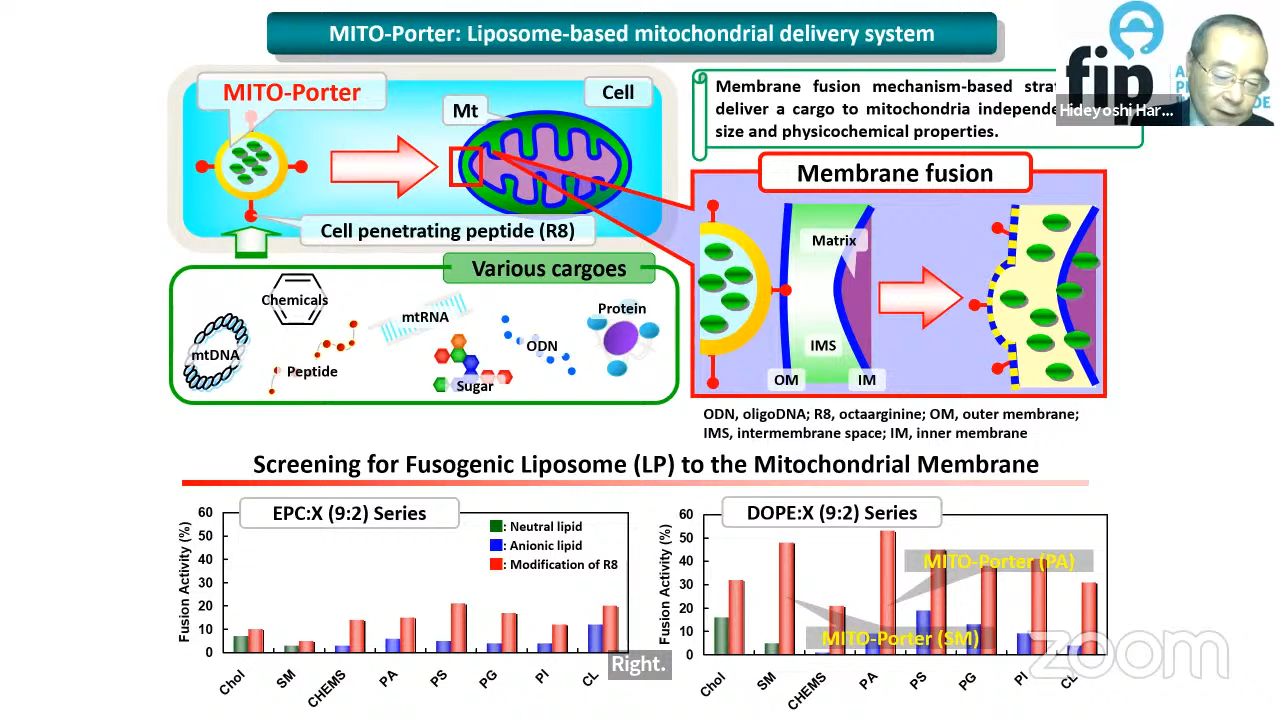 MITO-Porter: Liposome-based mitochondrial delivery system
fip
Hideyoshi Har...
MITO-Porter
Mt
Cell
Cell penetrating peptide (R8)
Membrane fusion mechanism-based
deliver a cargo to mitochondria
size and physicochemical properties.
Membrane fusion
Matrix
IMS
OM
IM
ODN, oligoDNA; R8, octaarginine; OM, outer membrane;
IMS, intermembrane space; IM, inner membrane
Various cargoes
Chemicals
mtDNA
Peptide
mtRNA
Sugar
ODN
Protein
Screening for Fusogenic Liposome (LP) to the Mitochondrial Membrane
EPC:X (9:2) Series
: Neutral lipid
: Anionic lipid
: Modification of R8
Fusion Activity (%)
60
50
40
30
20
10
0
Chol
SM
CHEMS
PA
PS
PG
PI
CL
DOPE:X (9:2) Series
MITO-Porter (PA)
MITO-Porter (SM)
Fusion Activity (%)
60
50
40
30
20
10
0
Chol
SM
CHEMS
PA
PS
PG
PI
CL
Right.
zoom